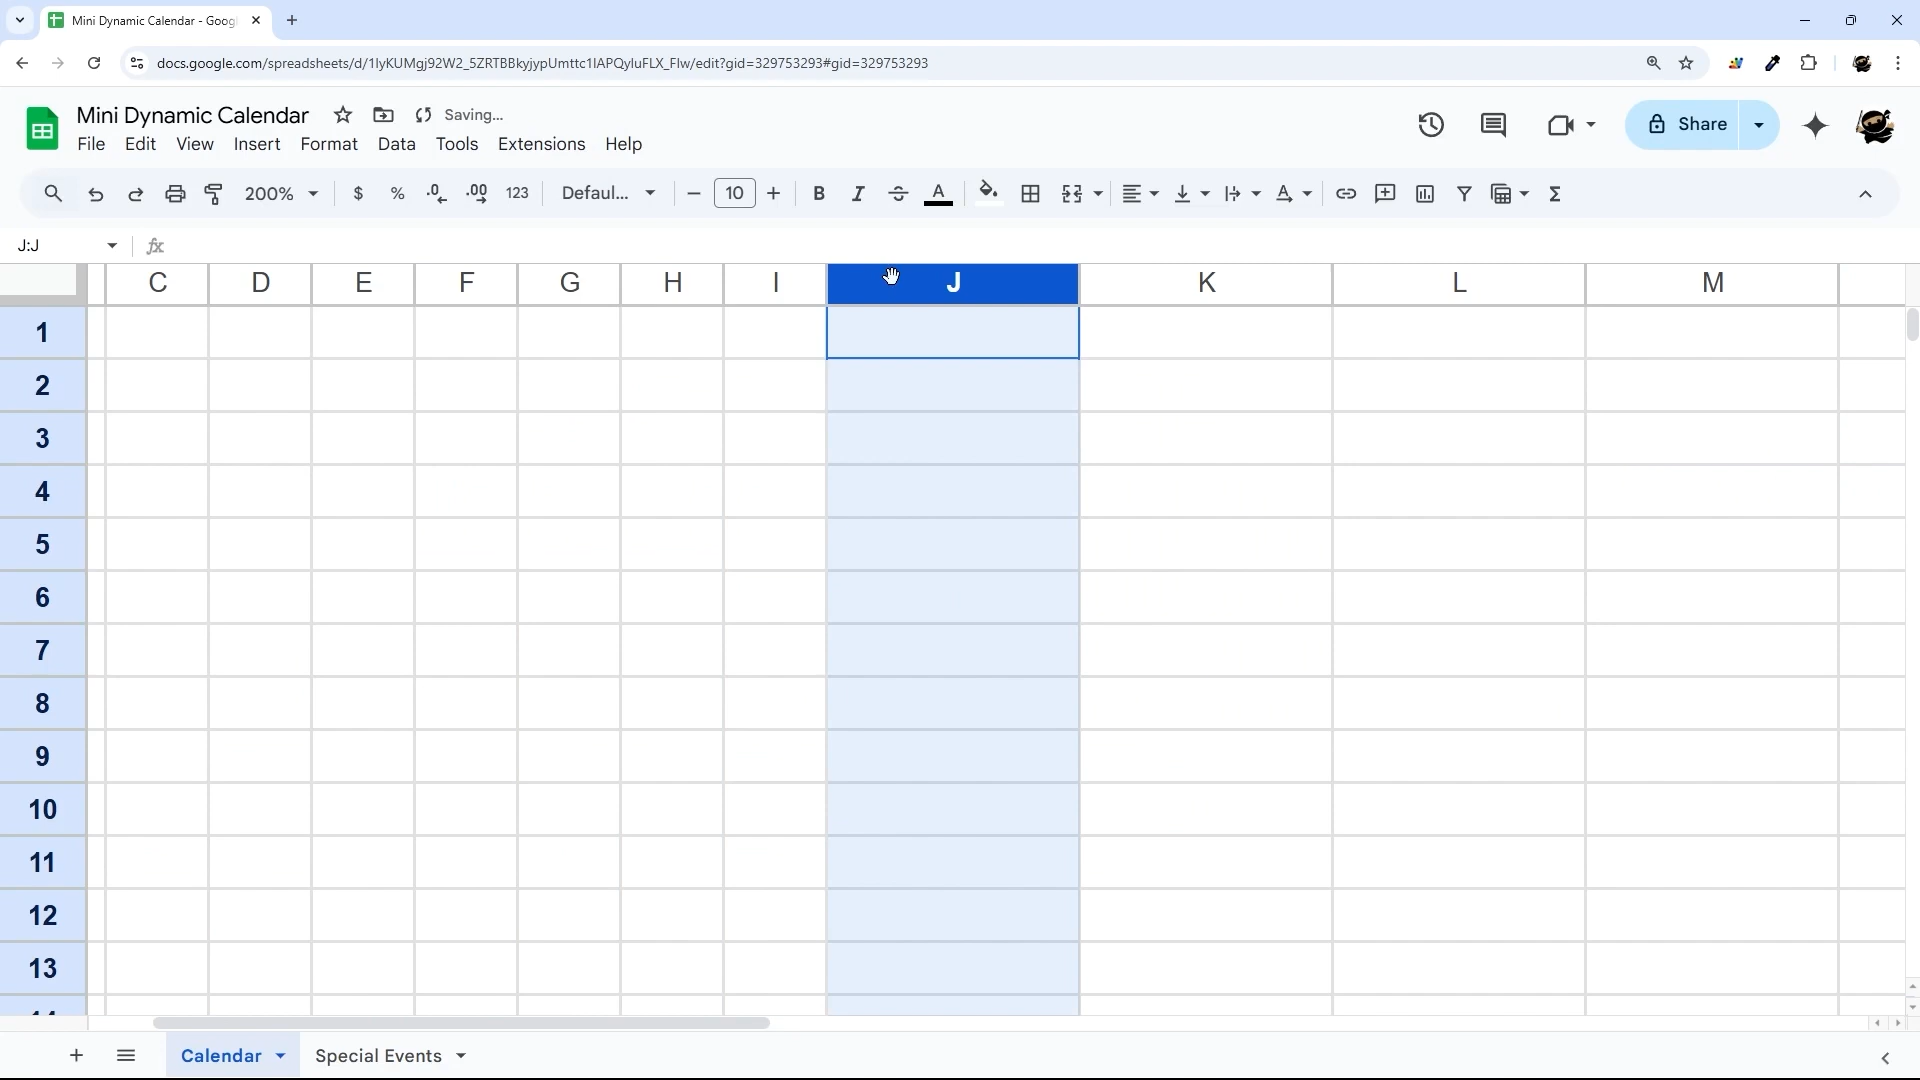 Mini Dynamic Calendar - Goog
docs.google.com/spreadsheets/d/1IyKUMgj92W2_5ZRTBBkyjypUmttc1IAPQyluFLX_Flw/edit?gid=329753293#gid=329753293
Mini Dynamic Calendar Saving...
Share
File Edit View Insert Format Data Tools Extensions Help
200% $ % .0 .00 123 Defaul... 10 B I S A Σ
J:J fx
C D E F G H I J K L M
1
2
3
4
5
6
7
8
9
10
11
12
13
Calendar Special Events